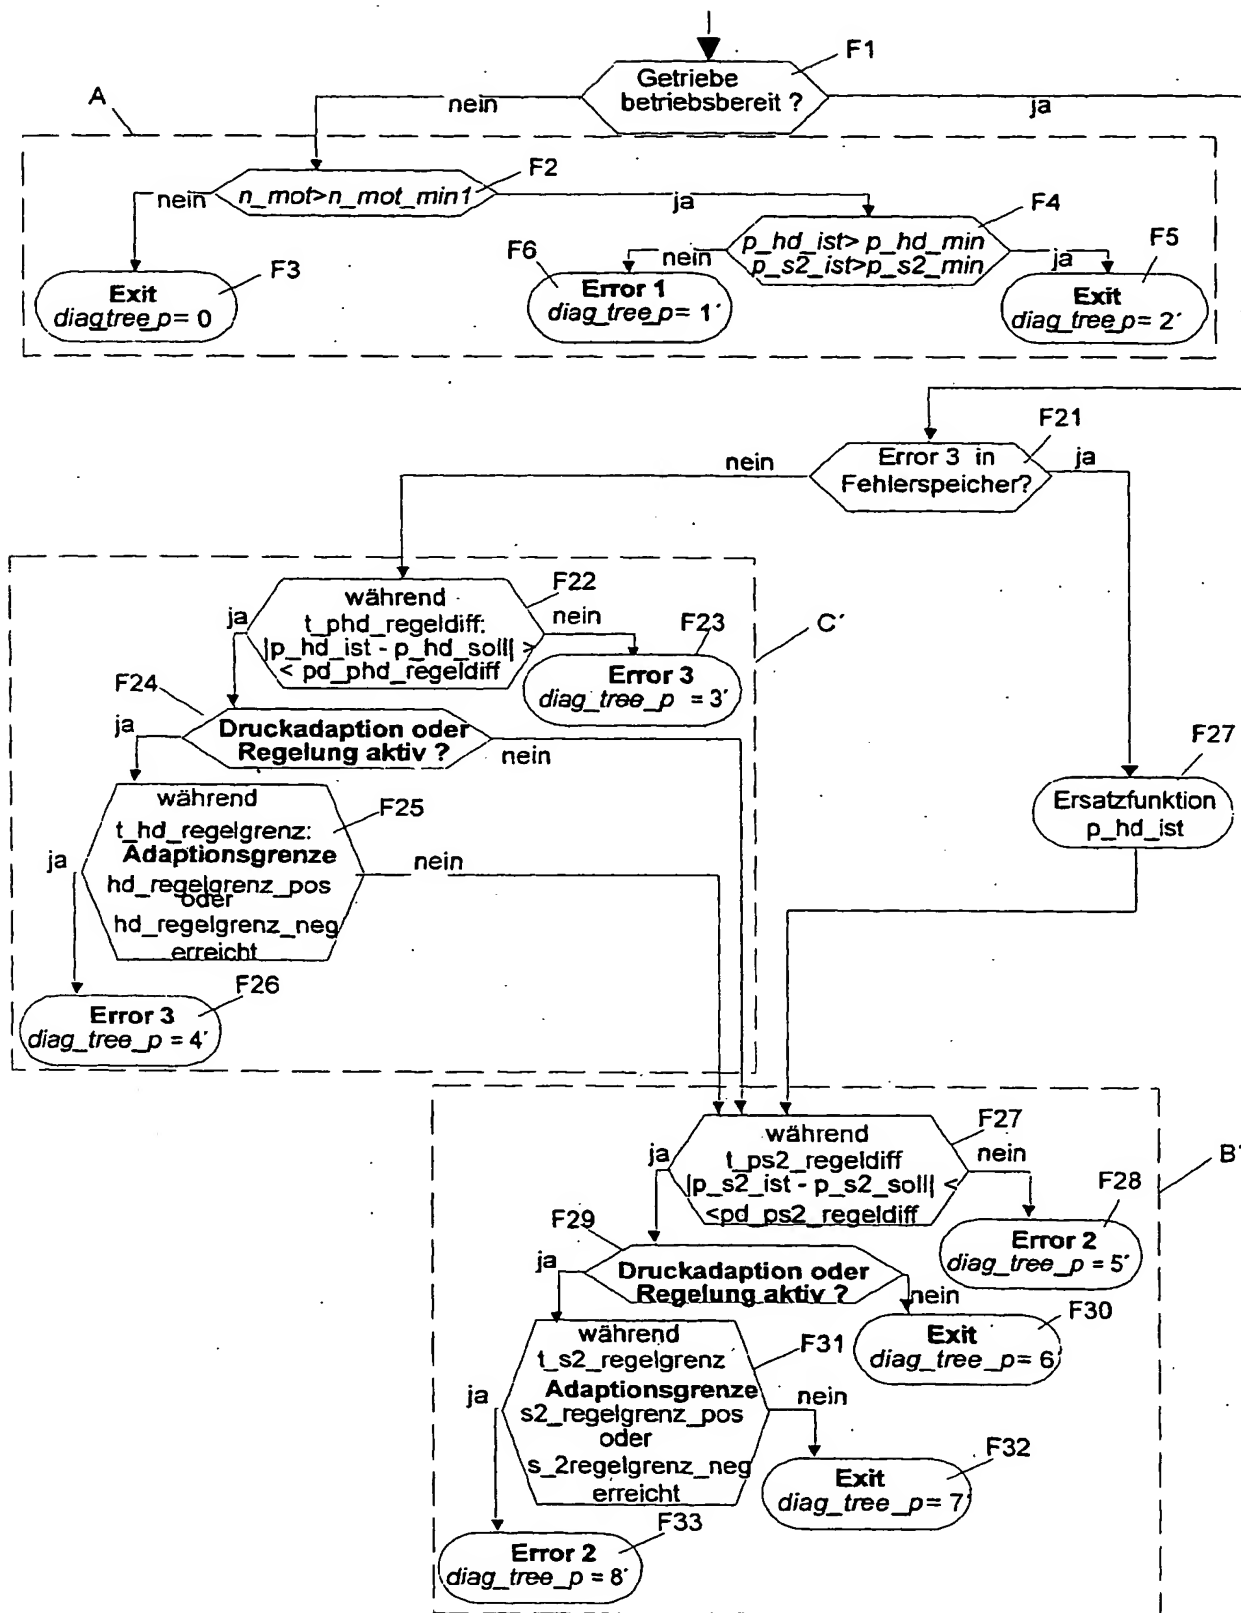 F1
Getriebe
betriebsbereit ?
nein
ja
A
F2
n_mot>n_mot_min1
nein
ja
F4
p_hd_ist> p_hd_min
p_s2_ist>p_s2_min
nein
ja
F3
Exit
diagtree_p= 0
F6
Error 1
diag_tree_p= 1´
F5
Exit
diag_tree_p= 2´
F21
Error 3 in
Fehlerspeicher?
nein
ja
C´
F22
während
t_phd_regeldiff:
|p_hd_ist - p_hd_soll| >
< pd_phd_regeldiff
ja
nein
F23
Error 3
diag_tree_p = 3´
F24
Druckadaption oder
Regelung aktiv ?
ja
nein
F25
während
t_hd_regelgrenz:
Adaptionsgrenze
hd_regelgrenz_pos
oder
hd_regelgrenz_neg
erreicht
ja
nein
F26
Error 3
diag_tree_p = 4´
F27
Ersatzfunktion
p_hd_ist
B´
F27
während
t_ps2_regeldiff
|p_s2_ist - p_s2_soll| <
<pd_ps2_regeldiff
ja
nein
F28
Error 2
diag_tree_p = 5´
F29
Druckadaption oder
Regelung aktiv ?
ja
nein
F30
Exit
diag_tree_p= 6
F31
während
t_s2_regelgrenz
Adaptionsgrenze
s2_regelgrenz_pos
oder
s_2regelgrenz_neg
erreicht
ja
nein
F32
Exit
diag_tree_p= 7´
F33
Error 2
diag_tree_p = 8´